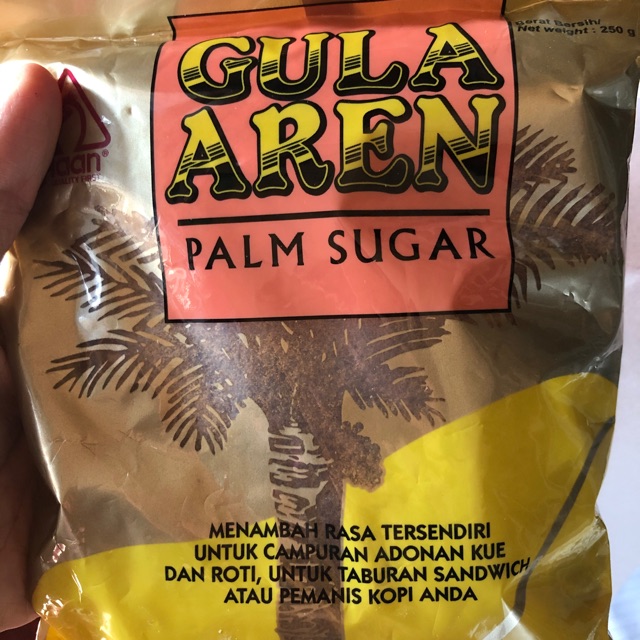 Berat Bersih/
Net weight : 250 g
GULA
AREN
PALM SUGAR
MENAMBAH RASA TERSENDIRI
UNTUK CAMPURAN ADONAN KUE
DAN ROTI, UNTUK TABURAN SANDWICH
ATAU PEMANIS KOPI ANDA